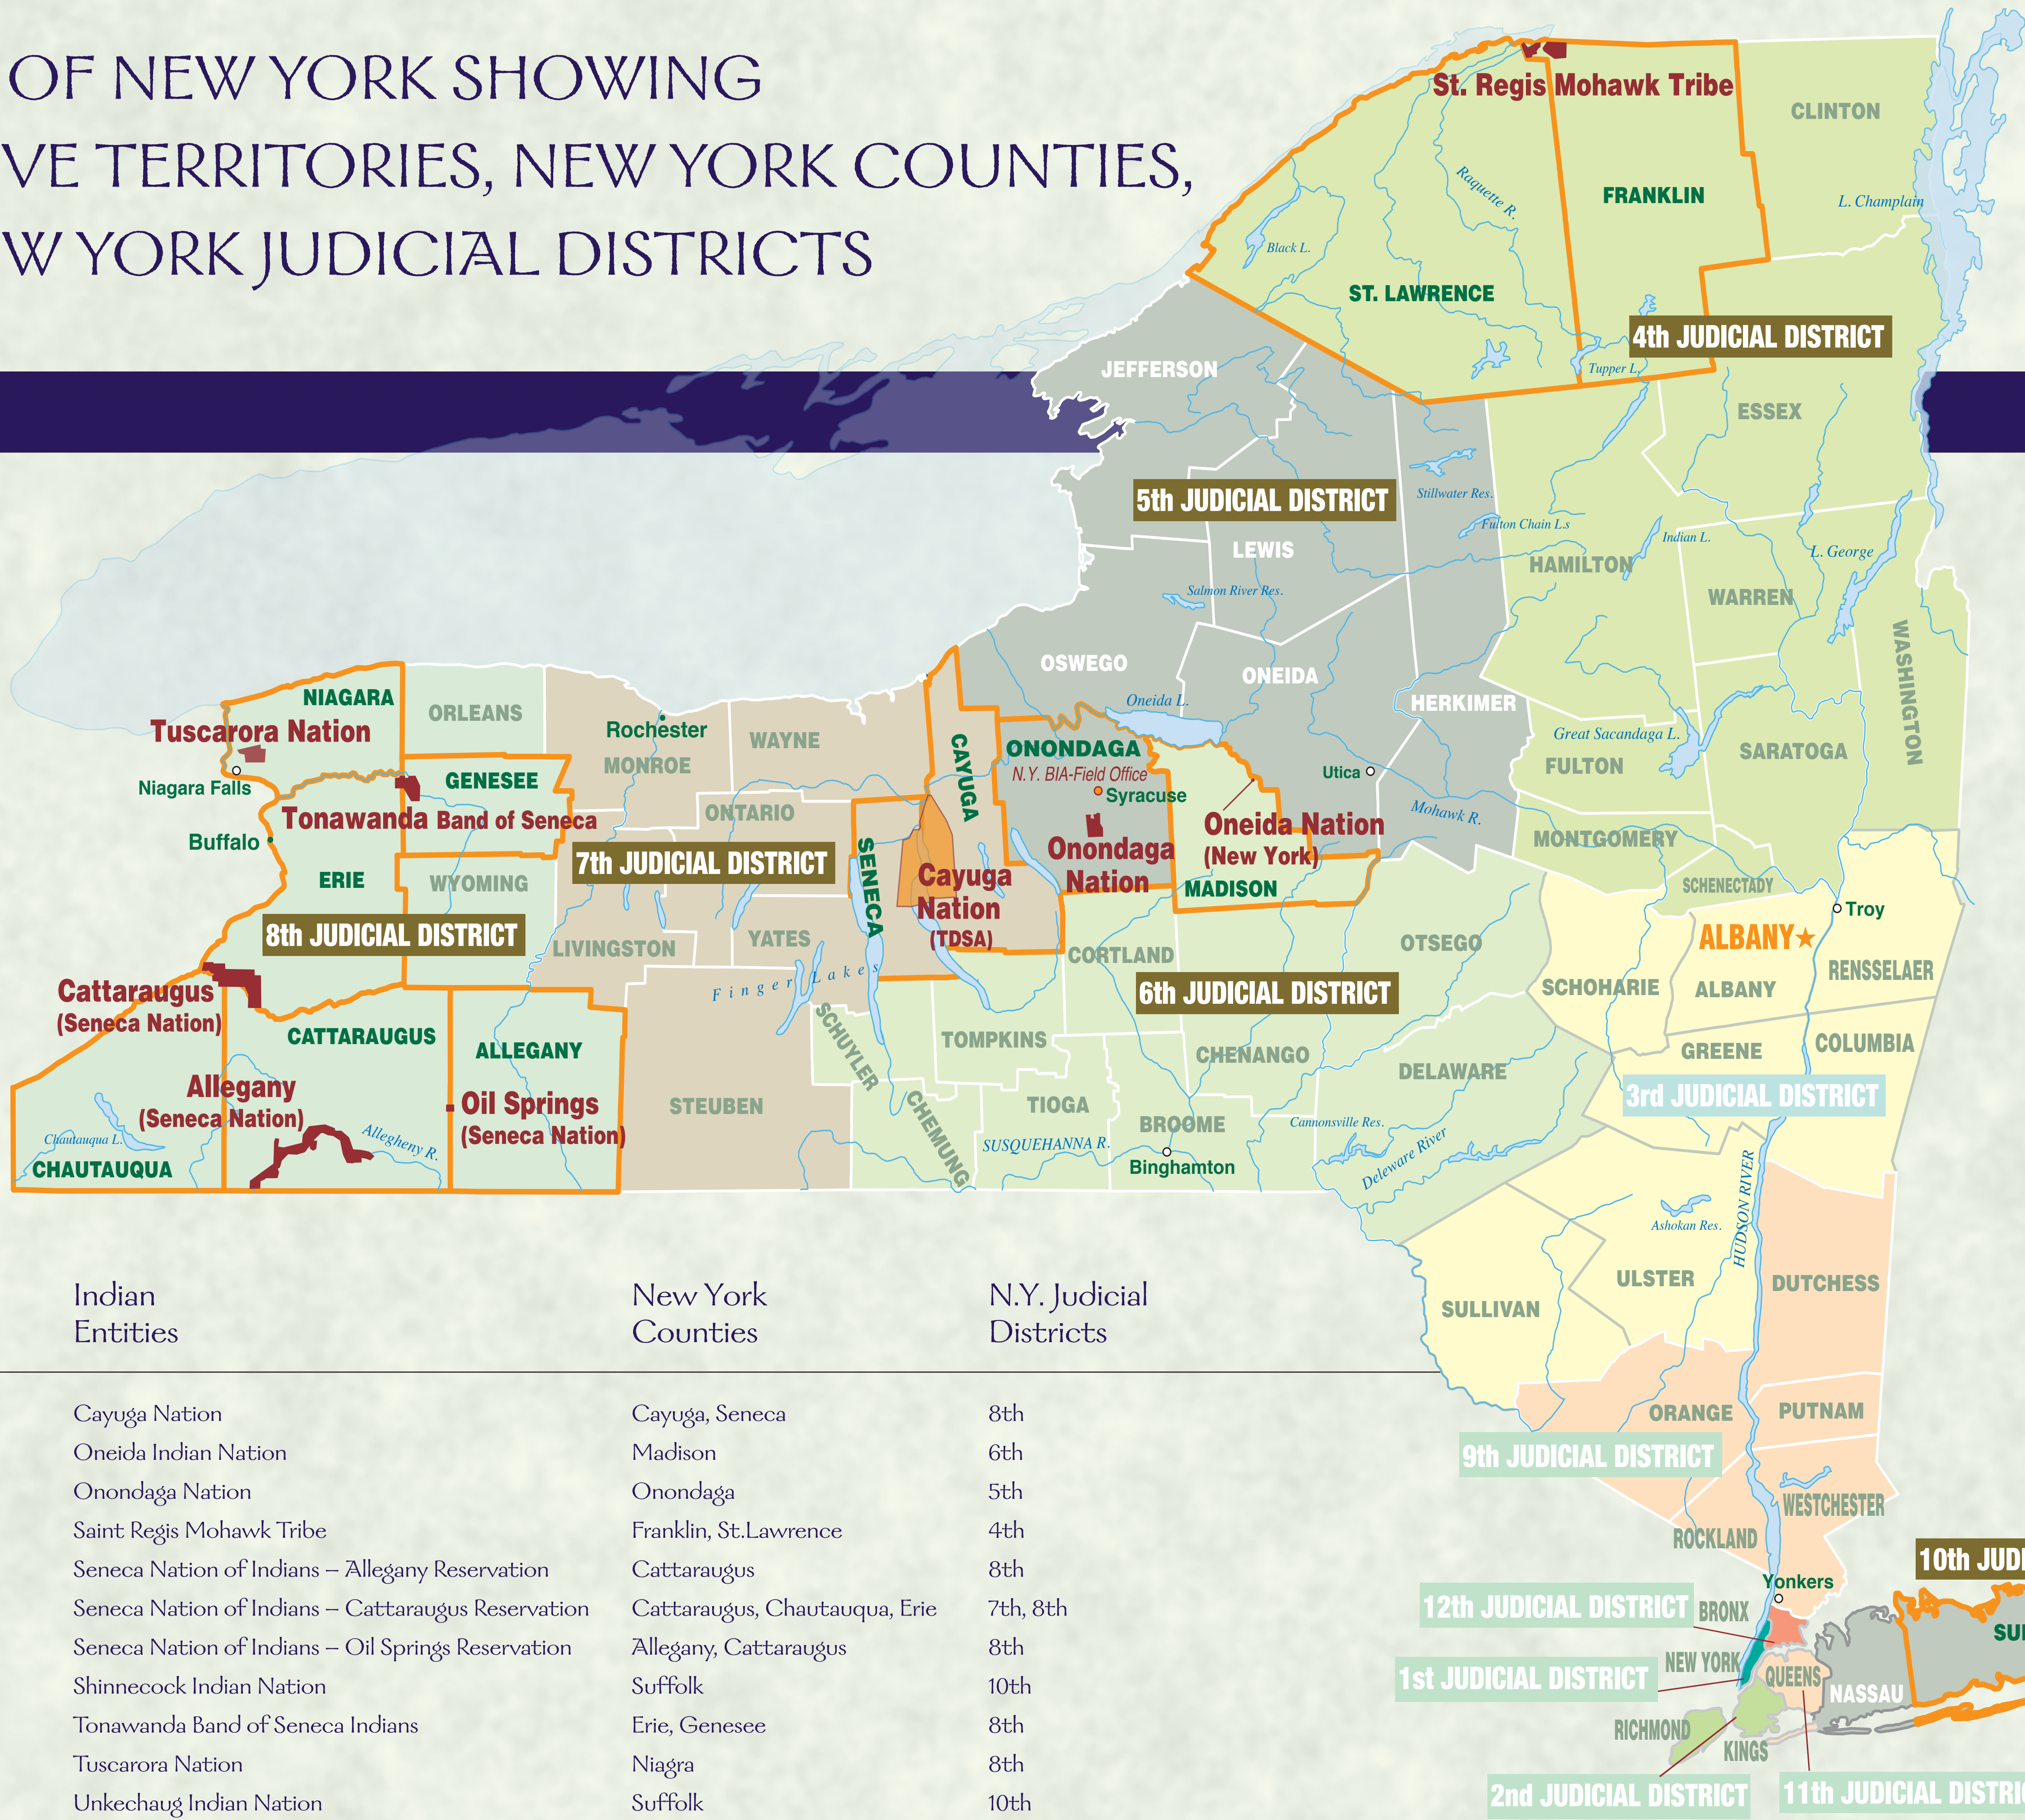 OF NEW YORK SHOWING
VE TERRITORIES, NEW YORK COUNTIES,
W YORK JUDICIAL DISTRICTS
St. Regis Mohawk Tribe
CLINTON
FRANKLIN
Raquette R.
L. Champlain
Black L.
ST. LAWRENCE
4th JUDICIAL DISTRICT
JEFFERSON
Tupper L.
ESSEX
5th JUDICIAL DISTRICT
Stillwater Res.
Fulton Chain L.s
Indian L.
LEWIS
L. George
HAMILTON
Salmon River Res.
WARREN
WASHINGTON
OSWEGO
ONEIDA
NIAGARA
Oneida L.
HERKIMER
ORLEANS
Tuscarora Nation
Rochester
WAYNE
CAYUGA
ONONDAGA
Great Sacandaga L.
SARATOGA
MONROE
N.Y. BIA-Field Office
Utica
FULTON
Niagara Falls
GENESEE
Syracuse
ONTARIO
Mohawk R.
Tonawanda Band of Seneca
Oneida Nation
(New York)
Buffalo
MONTGOMERY
7th JUDICIAL DISTRICT
SENECA
Onondaga
Nation
ERIE
WYOMING
Cayuga
Nation
(TDSA)
MADISON
SCHENECTADY
Troy
8th JUDICIAL DISTRICT
LIVINGSTON
YATES
CORTLAND
OTSEGO
ALBANY
RENSSELAER
Finger Lakes
6th JUDICIAL DISTRICT
SCHOHARIE
ALBANY
Cattaraugus
(Seneca Nation)
CATTARAUGUS
ALLEGANY
SCHUYLER
TOMPKINS
CHENANGO
DELAWARE
GREENE
COLUMBIA
Allegany
(Seneca Nation)
Oil Springs
(Seneca Nation)
STEUBEN
CHEMUNG
TIOGA
BROOME
3rd JUDICIAL DISTRICT
Cannonsville Res.
Chautauqua L.
Allegheny R.
SUSQUEHANNA R.
Deleware River
CHAUTAUQUA
Binghamton
HUDSON RIVER
Ashokan Res.
ULSTER
DUTCHESS
SULLIVAN
ORANGE
PUTNAM
9th JUDICIAL DISTRICT
WESTCHESTER
ROCKLAND
10th JUDI
Yonkers
12th JUDICIAL DISTRICT
BRONX
SU
NEW YORK
1st JUDICIAL DISTRICT
QUEENS
NASSAU
RICHMOND
KINGS
2nd JUDICIAL DISTRICT
11th JUDICIAL DISTRI
Indian Entities
New York Counties
N.Y. Judicial Districts
Cayuga Nation Cayuga, Seneca 8th
Oneida Indian Nation Madison 6th
Onondaga Nation Onondaga 5th
Saint Regis Mohawk Tribe Franklin, St.Lawrence 4th
Seneca Nation of Indians – Allegany Reservation Cattaraugus 8th
Seneca Nation of Indians – Cattaraugus Reservation Cattaraugus, Chautauqua, Erie 7th, 8th
Seneca Nation of Indians – Oil Springs Reservation Allegany, Cattaraugus 8th
Shinnecock Indian Nation Suffolk 10th
Tonawanda Band of Seneca Indians Erie, Genesee 8th
Tuscarora Nation Niagra 8th
Unkechaug Indian Nation Suffolk 10th